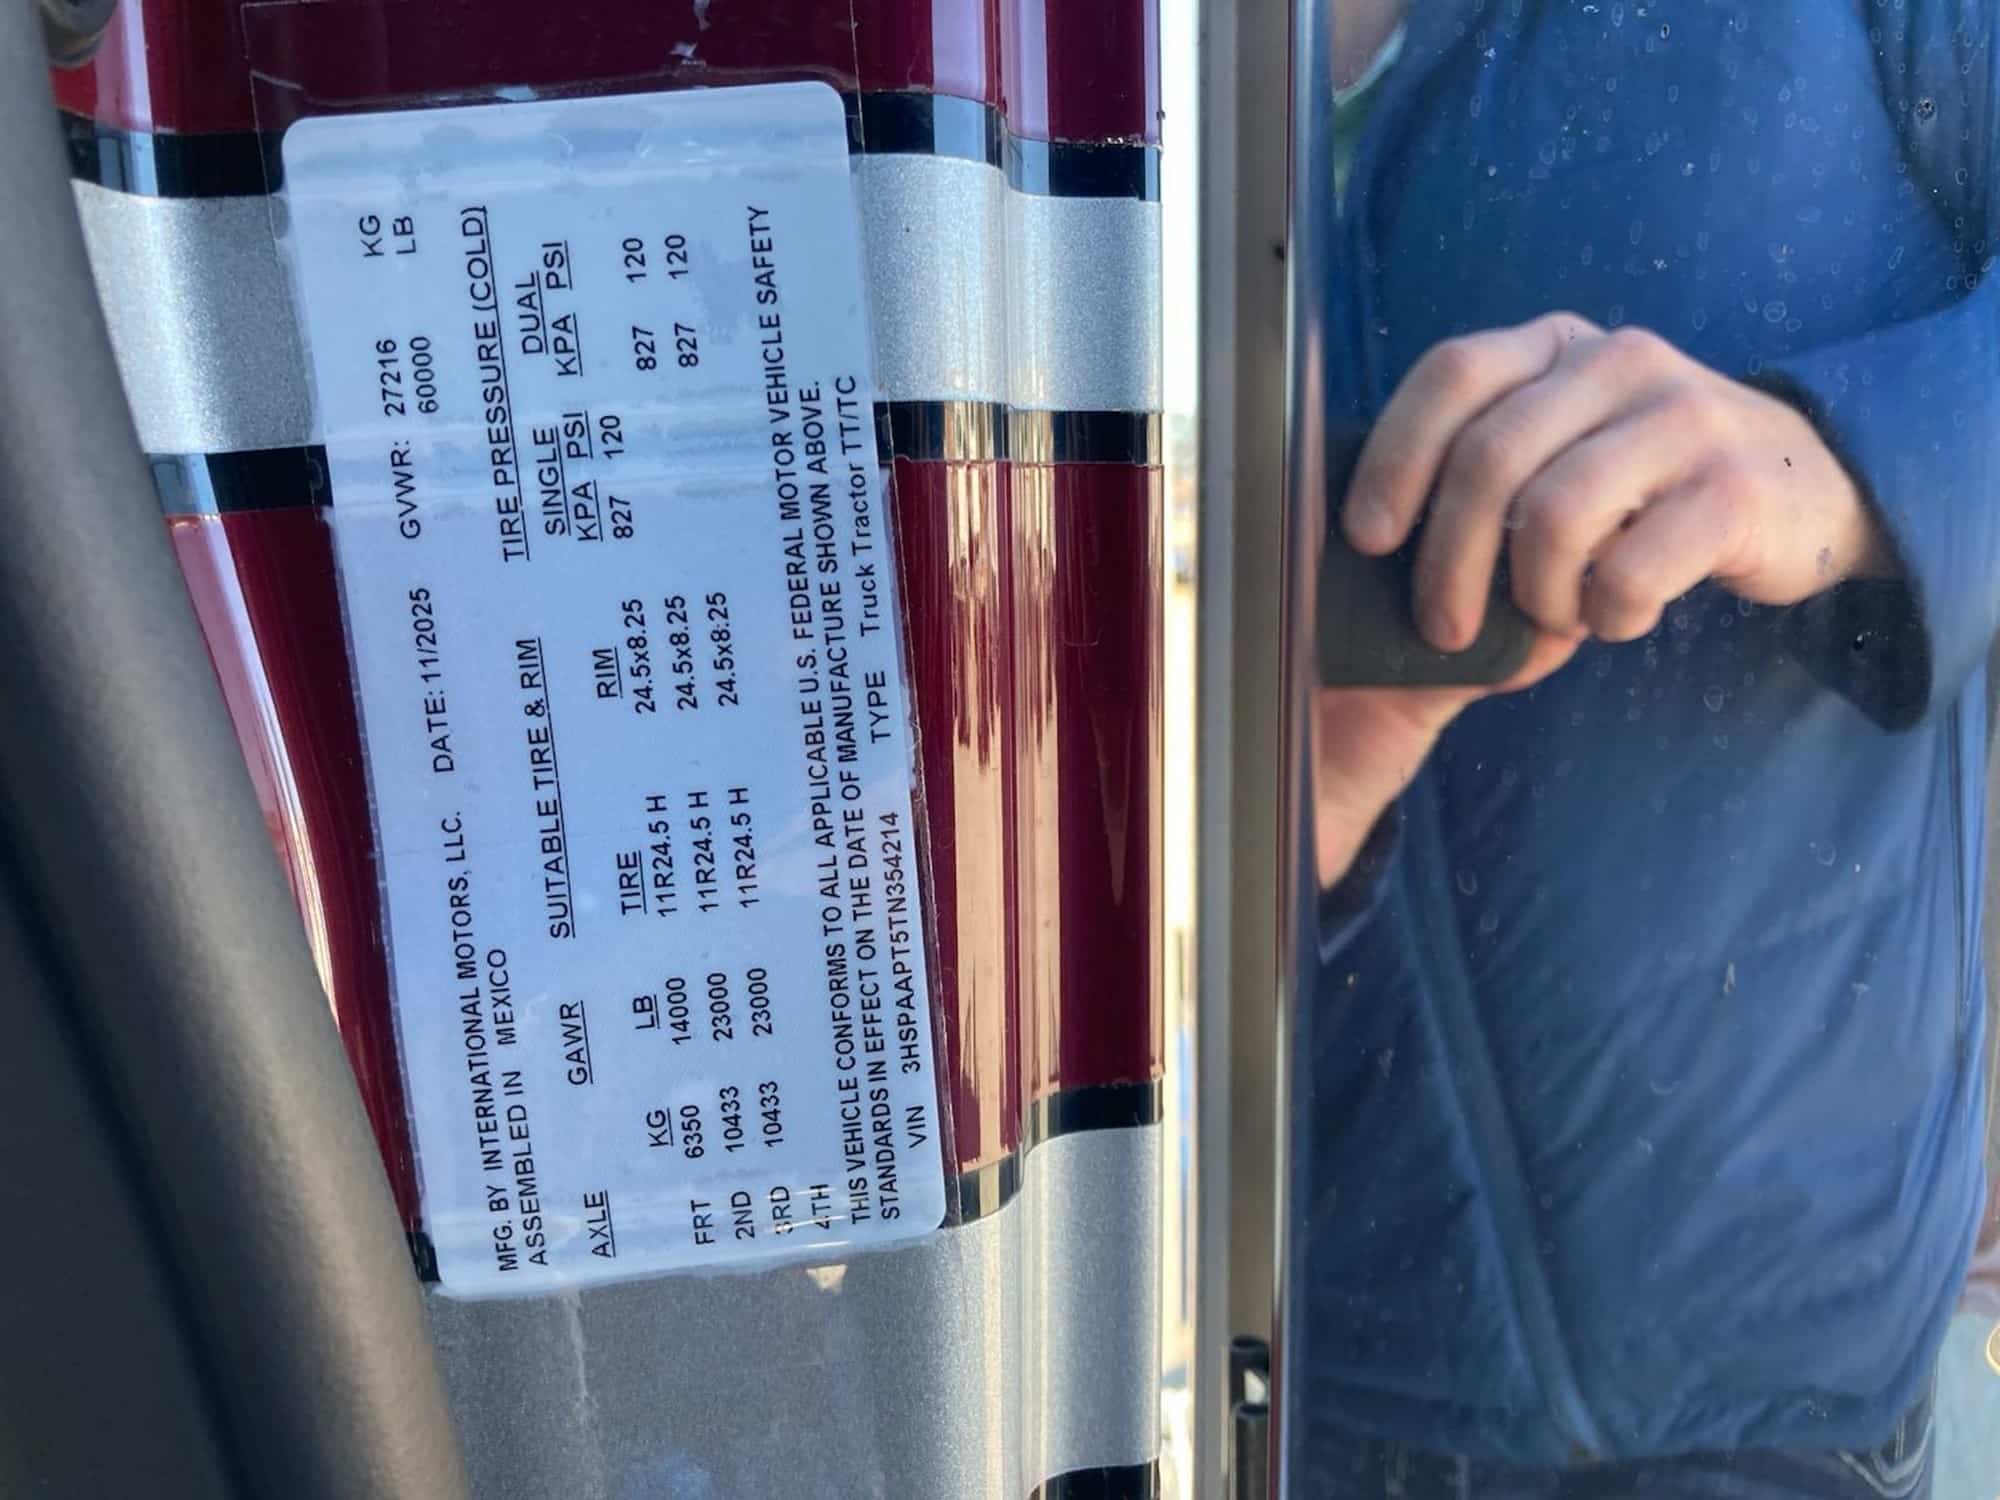 MFG. BY INTERNATIONAL MOTORS, LLC. DATE: 11/2025 GVWR: 27216 KG
ASSEMBLED IN MEXICO 60000 LB
SUITABLE TIRE & RIM TIRE PRESSURE (COLD)
AXLE GAWR SINGLE DUAL
KG LB TIRE RIM KPA PSI KPA PSI
FRT 6350 14000 11R24.5 H 24.5x8.25 827 120
2ND 10433 23000 11R24.5 H 24.5x8.25 827 120
3RD 10433 23000 11R24.5 H 24.5x8.25 827 120
4TH
THIS VEHICLE CONFORMS TO ALL APPLICABLE U.S. FEDERAL MOTOR VEHICLE SAFETY
STANDARDS IN EFFECT ON THE DATE OF MANUFACTURE SHOWN ABOVE.
VIN 3HSPAAPT5TN354214 TYPE Truck Tractor TT/TC